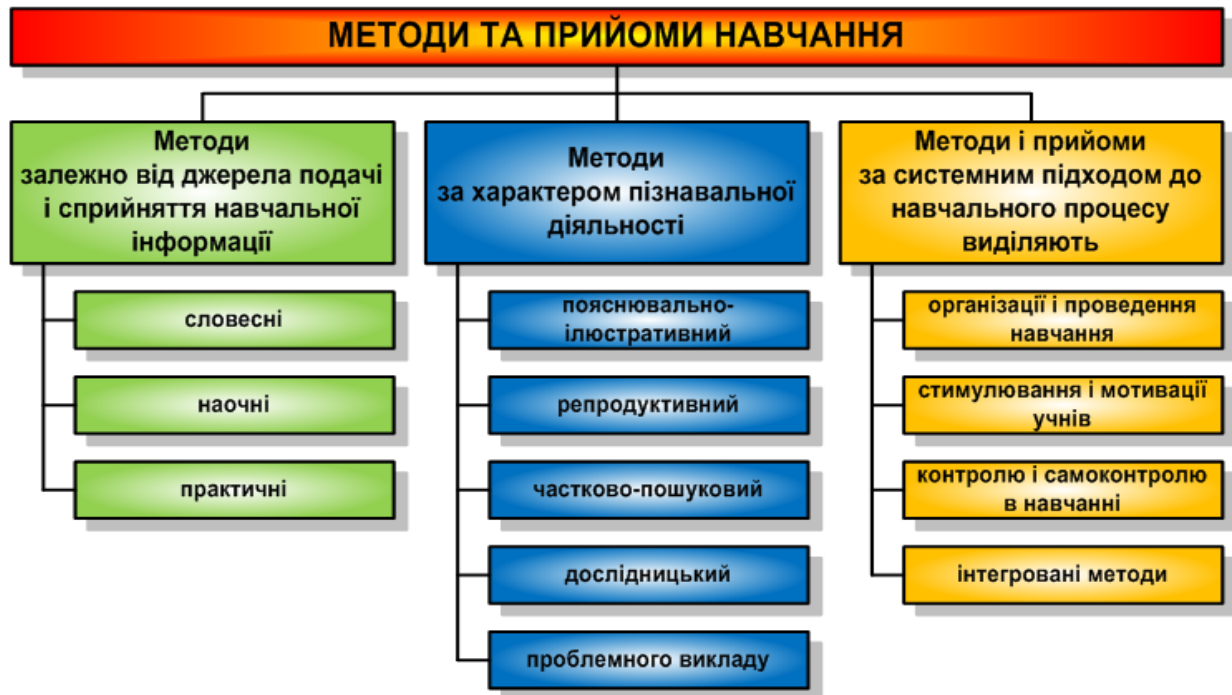 МЕТОДИ ТА ПРИЙОМИ НАВЧАННЯ
Методи
залежно від джерела подачі
і сприйняття навчальної
інформації
словесні
наочні
практичні
Методи
за характером пізнавальної
діяльності
пояснювально-
ілюстративний
репродуктивний
частково-пошуковий
дослідницький
проблемного викладу
Методи і прийоми
за системним підходом до
навчального процесу
виділяють
організації і проведення
навчання
стимулювання і мотивації
учнів
контролю і самоконтролю
в навчанні
інтегровані методи